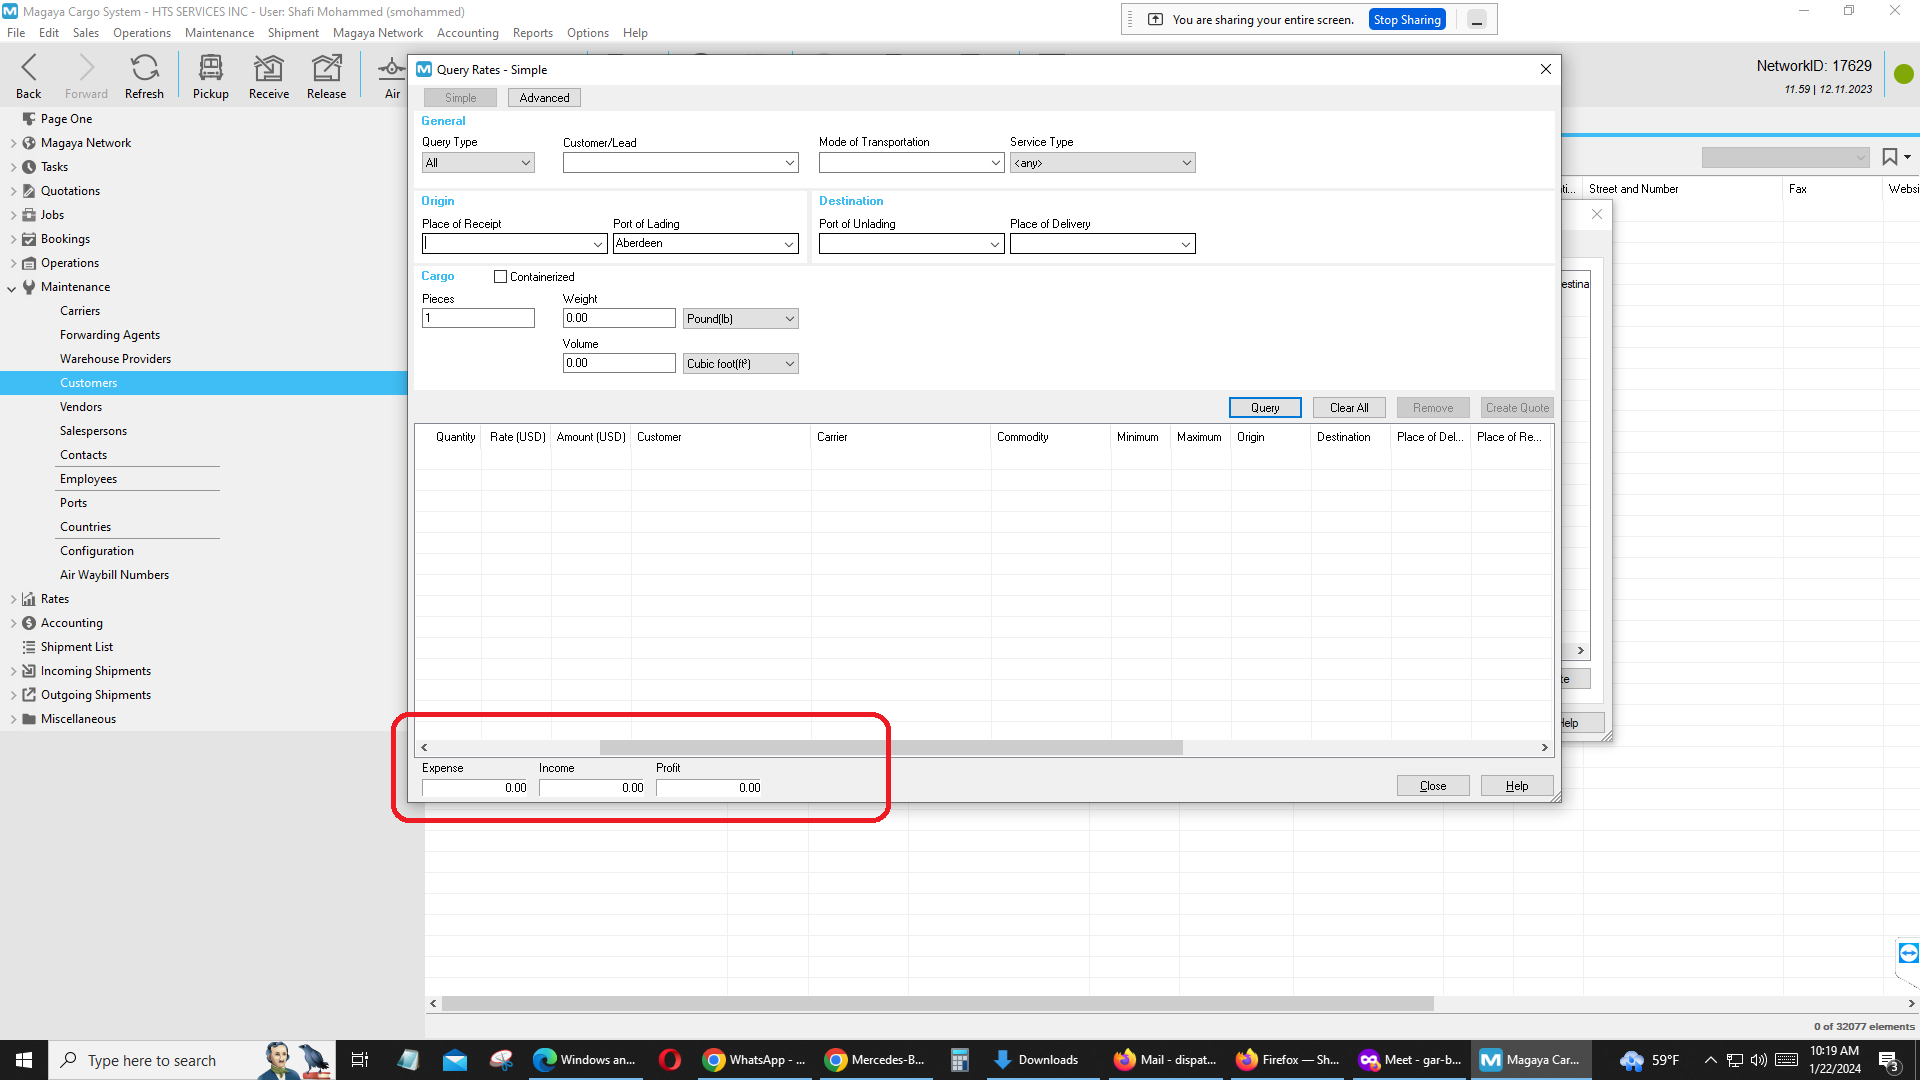 Magaya Cargo System - HTS SERVICES INC - User: Shafi Mohammed (smohammed)
You are sharing your entire screen. Stop Sharing
File Edit Sales Operations Maintenance Shipment Magaya Network Accounting Reports Options Help
Back Forward Refresh Pickup Receive Release Air
NetworkID: 17629
11.59 | 12.11.2023
Query Rates - Simple
Simple Advanced
General
Query Type Customer/Lead Mode of Transportation Service Type
All <any>
Origin Destination
Place of Receipt Port of Lading Port of Unlading Place of Delivery
Aberdeen
Cargo Containerized
Pieces Weight
1 0.00 Pound(lb)
Volume
0.00 Cubic foot(ft³)
Query Clear All Remove Create Quote
Quantity Rate (USD) Amount (USD) Customer Carrier Commodity Minimum Maximum Origin Destination Place of Del... Place of Re...
Expense Income Profit
0.00 0.00 0.00
Close Help
Page One
Magaya Network
Tasks
Quotations
Jobs
Bookings
Operations
Maintenance
Carriers
Forwarding Agents
Warehouse Providers
Customers
Vendors
Salespersons
Contacts
Employees
Ports
Countries
Configuration
Air Waybill Numbers
Rates
Accounting
Shipment List
Incoming Shipments
Outgoing Shipments
Miscellaneous
Street and Number Fax Websi
estina
te
Help
0 of 32077 elements
Type here to search
Windows an... WhatsApp - ... Mercedes-B... Downloads Mail - dispat... Firefox — Sh... Meet - gar-b... Magaya Car... 59°F
10:19 AM
1/22/2024
3